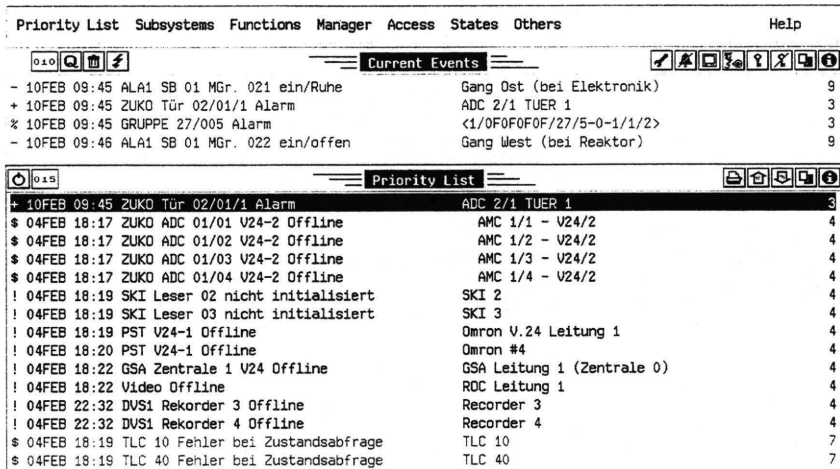 Priority List Subsystems Functions Manager Access States Others Help
010 Current Events
- 10FEB 09:45 ALA1 SB 01 MGr. 021 ein/Ruhe Gang Ost (bei Elektronik) 9
+ 10FEB 09:45 ZUKO Tür 02/01/1 Alarm ADC 2/1 TUER 1 3
% 10FEB 09:45 GRUPPE 27/005 Alarm <1/0F0F0F0F/27/5-0-1/1/2> 3
- 10FEB 09:46 ALA1 SB 01 MGr. 022 ein/offen Gang West (bei Reaktor) 9
015 Priority List
+ 10FEB 09:45 ZUKO Tür 02/01/1 Alarm ADC 2/1 TUER 1 3
$ 04FEB 18:17 ZUKO ADC 01/01 V24-2 Offline AMC 1/1 - V24/2 4
$ 04FEB 18:17 ZUKO ADC 01/02 V24-2 Offline AMC 1/2 - V24/2 4
$ 04FEB 18:17 ZUKO ADC 01/03 V24-2 Offline AMC 1/3 - V24/2 4
$ 04FEB 18:17 ZUKO ADC 01/04 V24-2 Offline AMC 1/4 - V24/2 4
! 04FEB 18:19 SKI Leser 02 nicht initialisiert SKI 2 4
! 04FEB 18:19 SKI Leser 03 nicht initialisiert SKI 3 4
! 04FEB 18:19 PST V24-1 Offline Omron V.24 Leitung 1 4
! 04FEB 18:20 PST V24-1 Offline Omron #4 4
! 04FEB 18:22 GSA Zentrale 1 V24 Offline GSA Leitung 1 (Zentrale 0) 4
! 04FEB 18:22 Video Offline ROC Leitung 1 4
! 04FEB 22:32 DVS1 Rekorder 3 Offline Recorder 3 4
! 04FEB 22:32 DVS1 Rekorder 4 Offline Recorder 4 4
$ 04FEB 18:19 TLC 10 Fehler bei Zustandsabfrage TLC 10 7
$ 04FEB 18:19 TLC 40 Fehler bei Zustandsabfrage TLC 40 7